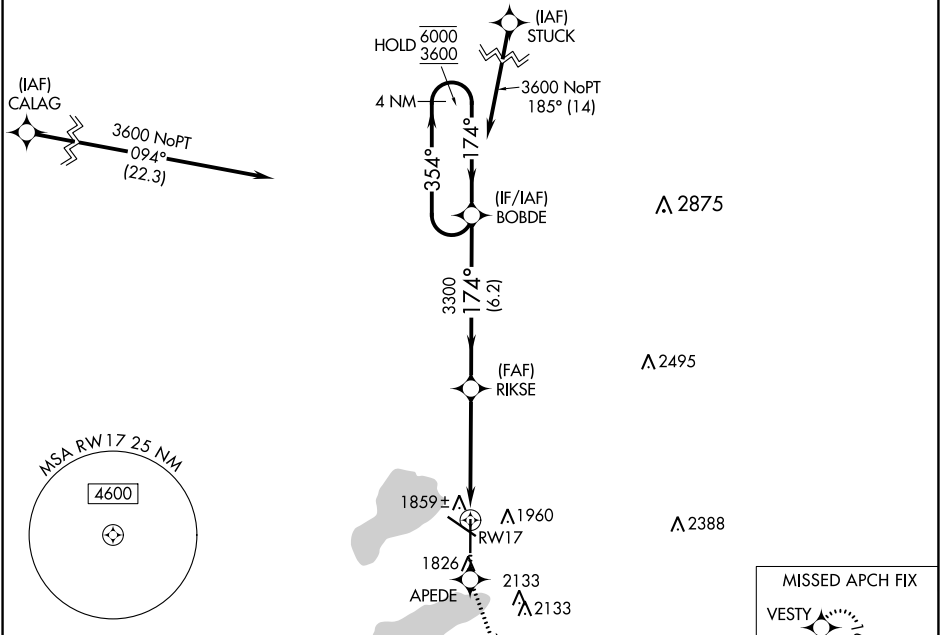 (IAF)
STUCK
HOLD 6000
3600
3600 NoPT
185° (14)
4 NM
(IAF)
CALAG
3600 NoPT
094°
(22.3)
354°
174°
(IF/IAF)
BOBDE
2875
3300
174°
(6.2)
2495
(FAF)
RIKSE
MSA RW17 25 NM
4600
1859±
1960
RW17
2388
1826
APEDE
2133
2133
MISSED APCH FIX
VESTY